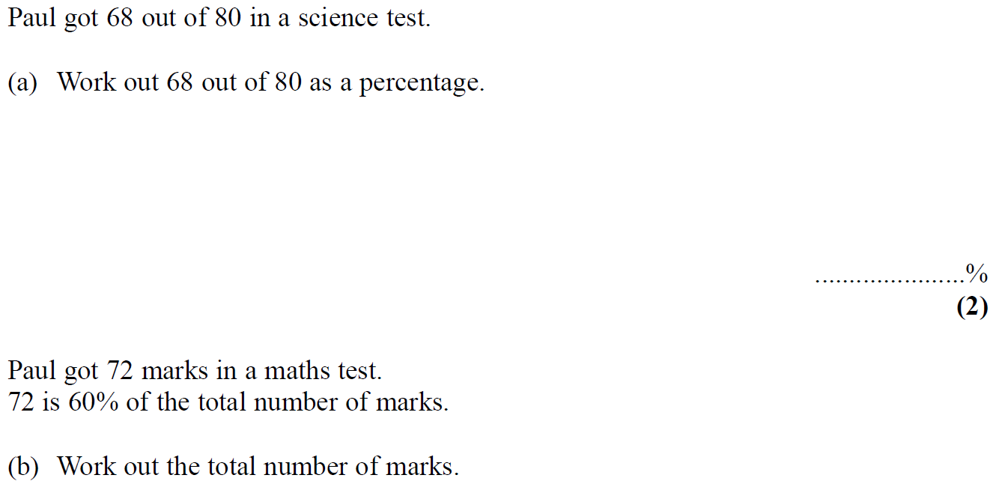 Paul got 68 out of 80 in a science test.
(a) Work out 68 out of 80 as a percentage.
......................%
(2)
Paul got 72 marks in a maths test.
72 is 60% of the total number of marks.
(b) Work out the total number of marks.